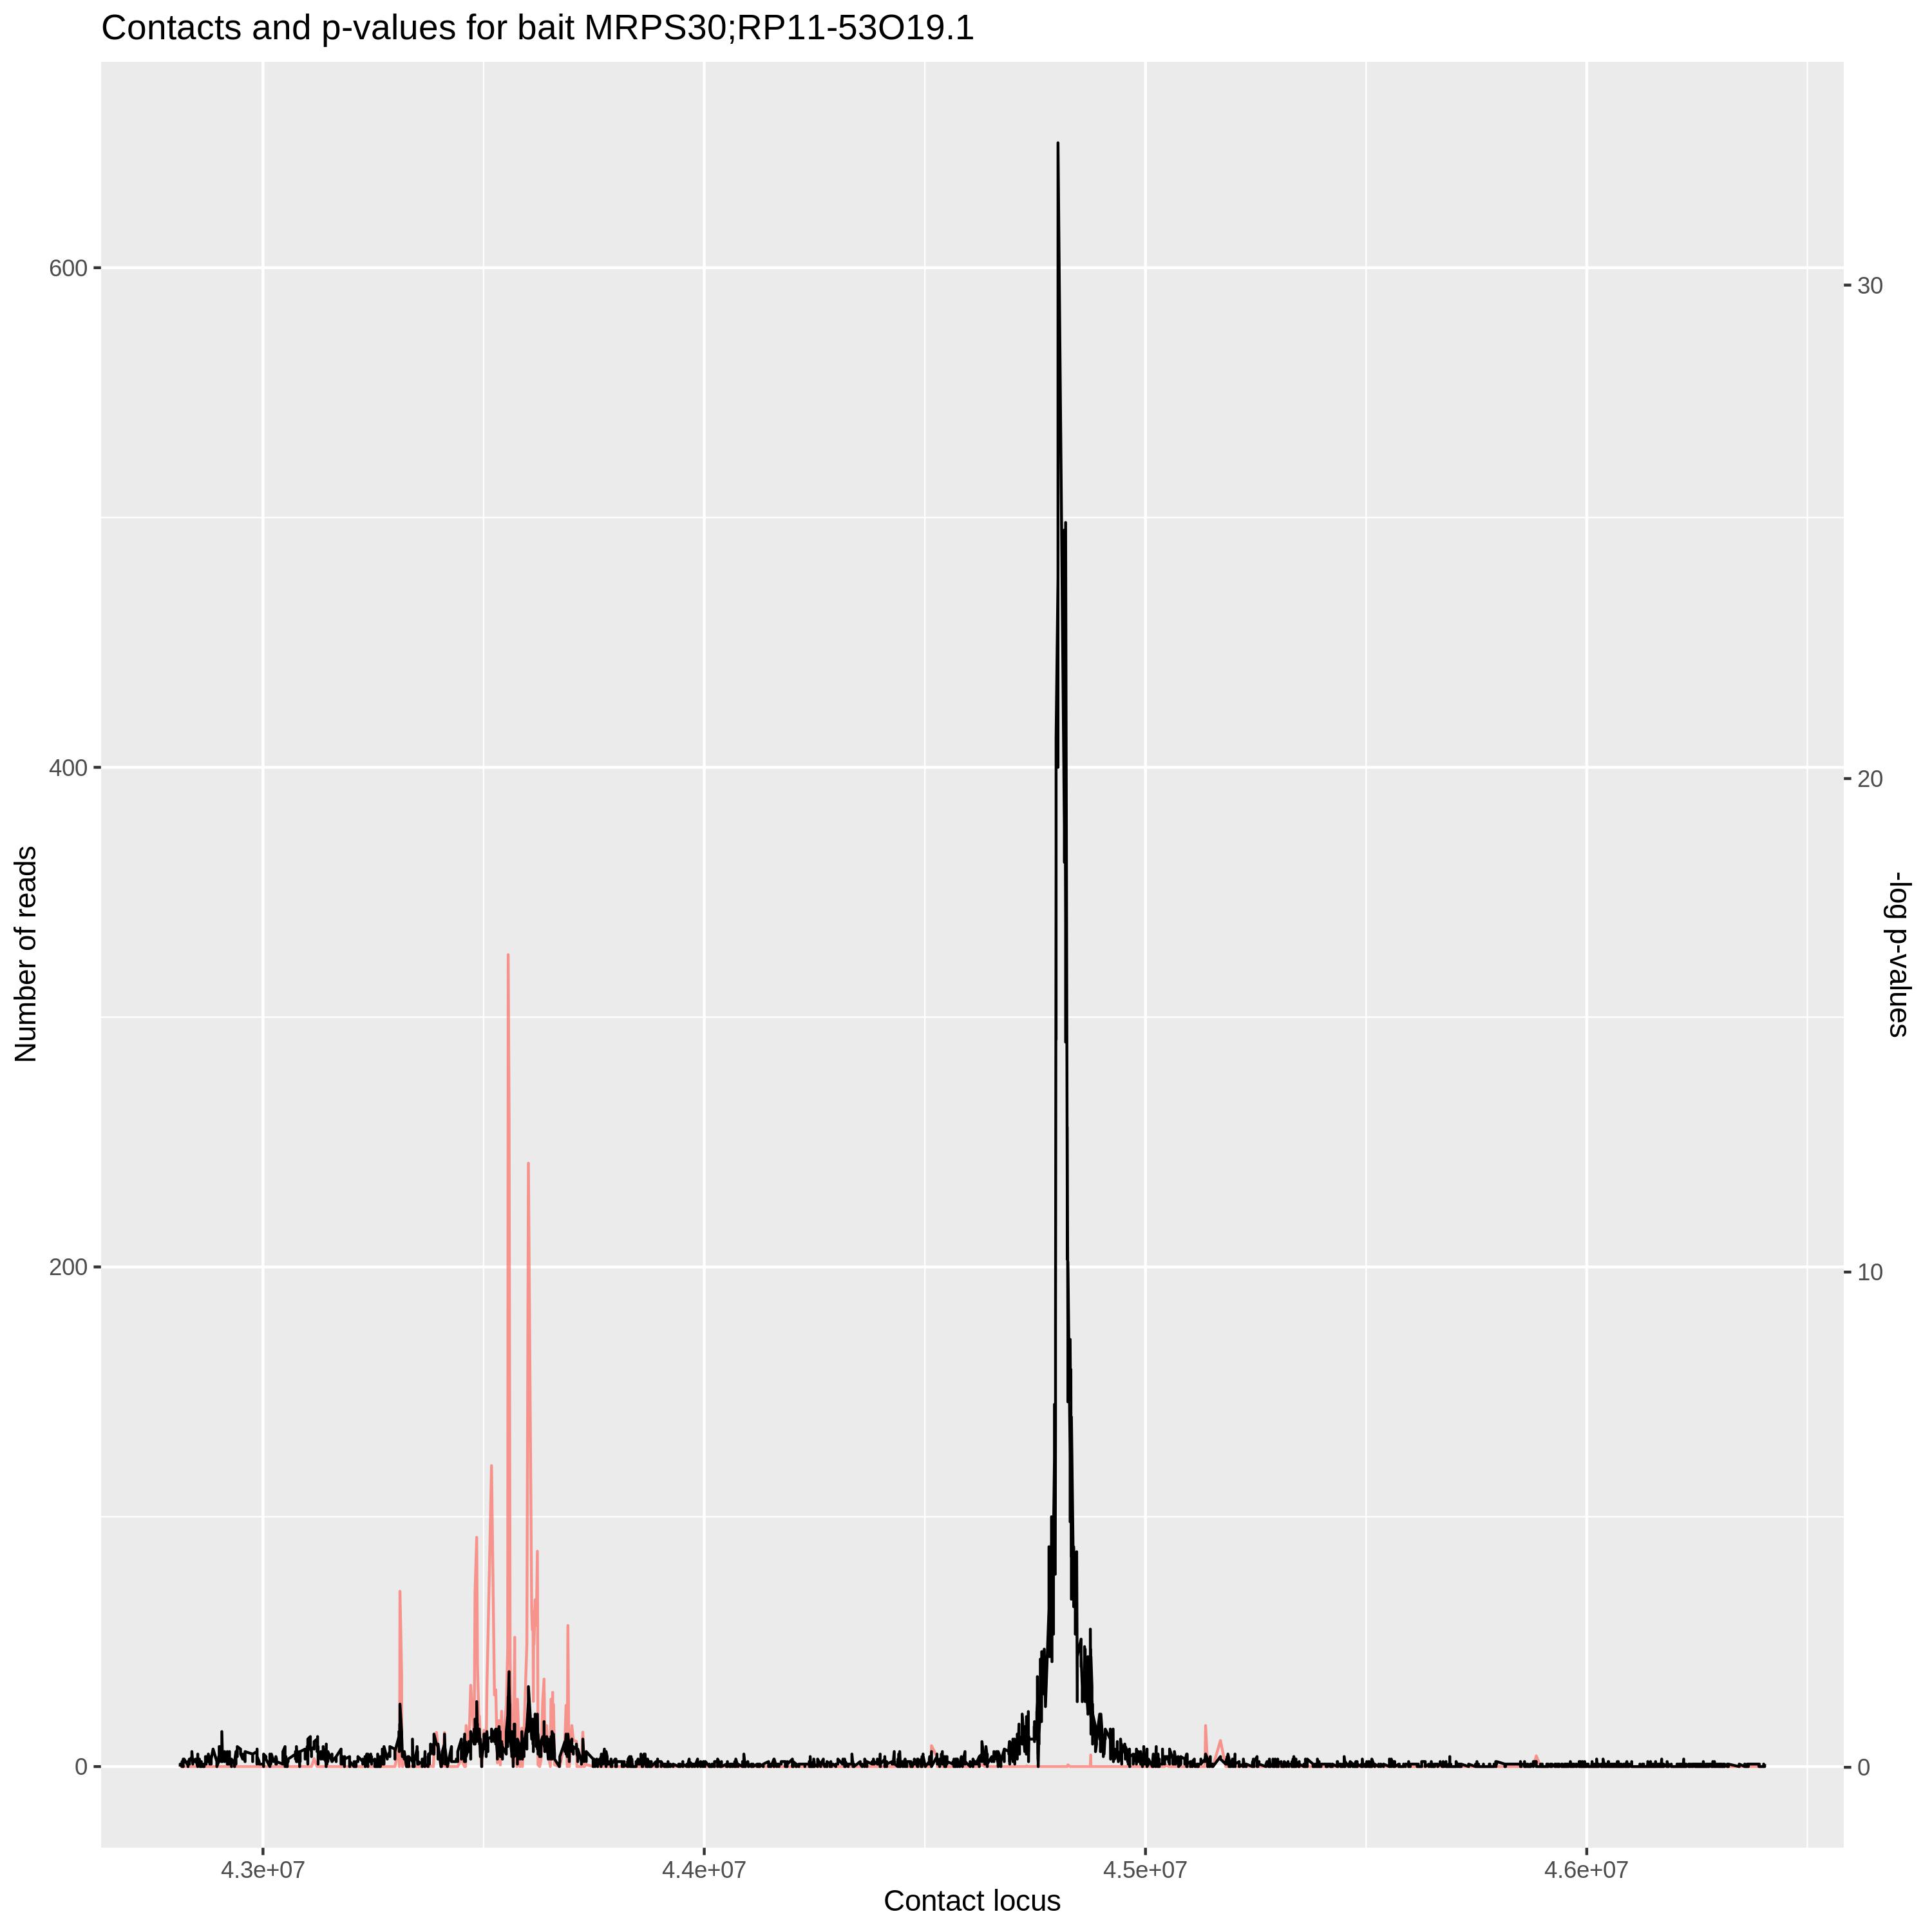 Contacts and p-values for bait MRPS30;RP11-53O19.1
600
400
200
0
Number of reads
30
20
10
0
-log p-values
4.3e+07
4.4e+07
4.5e+07
4.6e+07
Contact locus